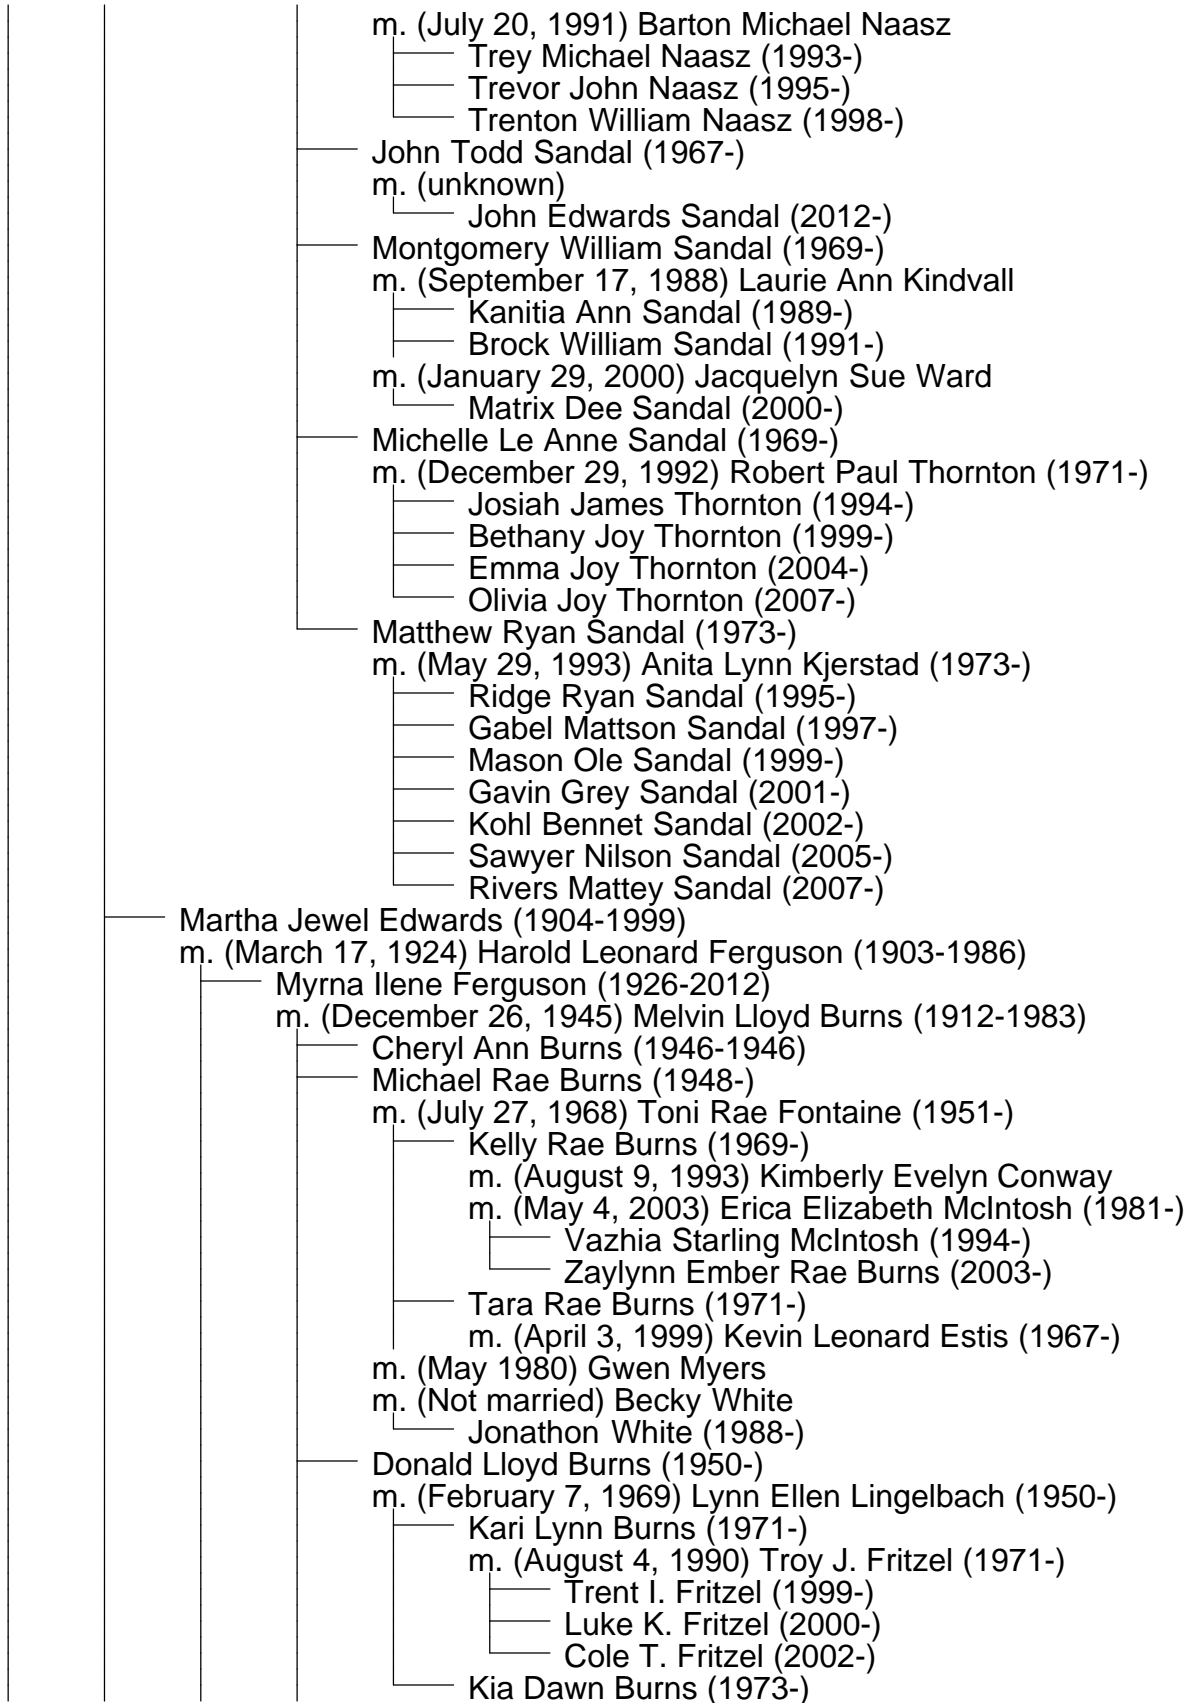 m. (July 20, 1991) Barton Michael Naasz
Trey Michael Naasz (1993-)
Trevor John Naasz (1995-)
Trenton William Naasz (1998-)
John Todd Sandal (1967-)
m. (unknown)
John Edwards Sandal (2012-)
Montgomery William Sandal (1969-)
m. (September 17, 1988) Laurie Ann Kindvall
Kanitia Ann Sandal (1989-)
Brock William Sandal (1991-)
m. (January 29, 2000) Jacquelyn Sue Ward
Matrix Dee Sandal (2000-)
Michelle Le Anne Sandal (1969-)
m. (December 29, 1992) Robert Paul Thornton (1971-)
Josiah James Thornton (1994-)
Bethany Joy Thornton (1999-)
Emma Joy Thornton (2004-)
Olivia Joy Thornton (2007-)
Matthew Ryan Sandal (1973-)
m. (May 29, 1993) Anita Lynn Kjerstad (1973-)
Ridge Ryan Sandal (1995-)
Gabel Mattson Sandal (1997-)
Mason Ole Sandal (1999-)
Gavin Grey Sandal (2001-)
Kohl Bennet Sandal (2002-)
Sawyer Nilson Sandal (2005-)
Rivers Mattey Sandal (2007-)
Martha Jewel Edwards (1904-1999)
m. (March 17, 1924) Harold Leonard Ferguson (1903-1986)
Myrna Ilene Ferguson (1926-2012)
m. (December 26, 1945) Melvin Lloyd Burns (1912-1983)
Cheryl Ann Burns (1946-1946)
Michael Rae Burns (1948-)
m. (July 27, 1968) Toni Rae Fontaine (1951-)
Kelly Rae Burns (1969-)
m. (August 9, 1993) Kimberly Evelyn Conway
m. (May 4, 2003) Erica Elizabeth McIntosh (1981-)
Vazhia Starling McIntosh (1994-)
Zaylynn Ember Rae Burns (2003-)
Tara Rae Burns (1971-)
m. (April 3, 1999) Kevin Leonard Estis (1967-)
m. (May 1980) Gwen Myers
m. (Not married) Becky White
Jonathon White (1988-)
Donald Lloyd Burns (1950-)
m. (February 7, 1969) Lynn Ellen Lingelbach (1950-)
Kari Lynn Burns (1971-)
m. (August 4, 1990) Troy J. Fritzel (1971-)
Trent I. Fritzel (1999-)
Luke K. Fritzel (2000-)
Cole T. Fritzel (2002-)
Kia Dawn Burns (1973-)